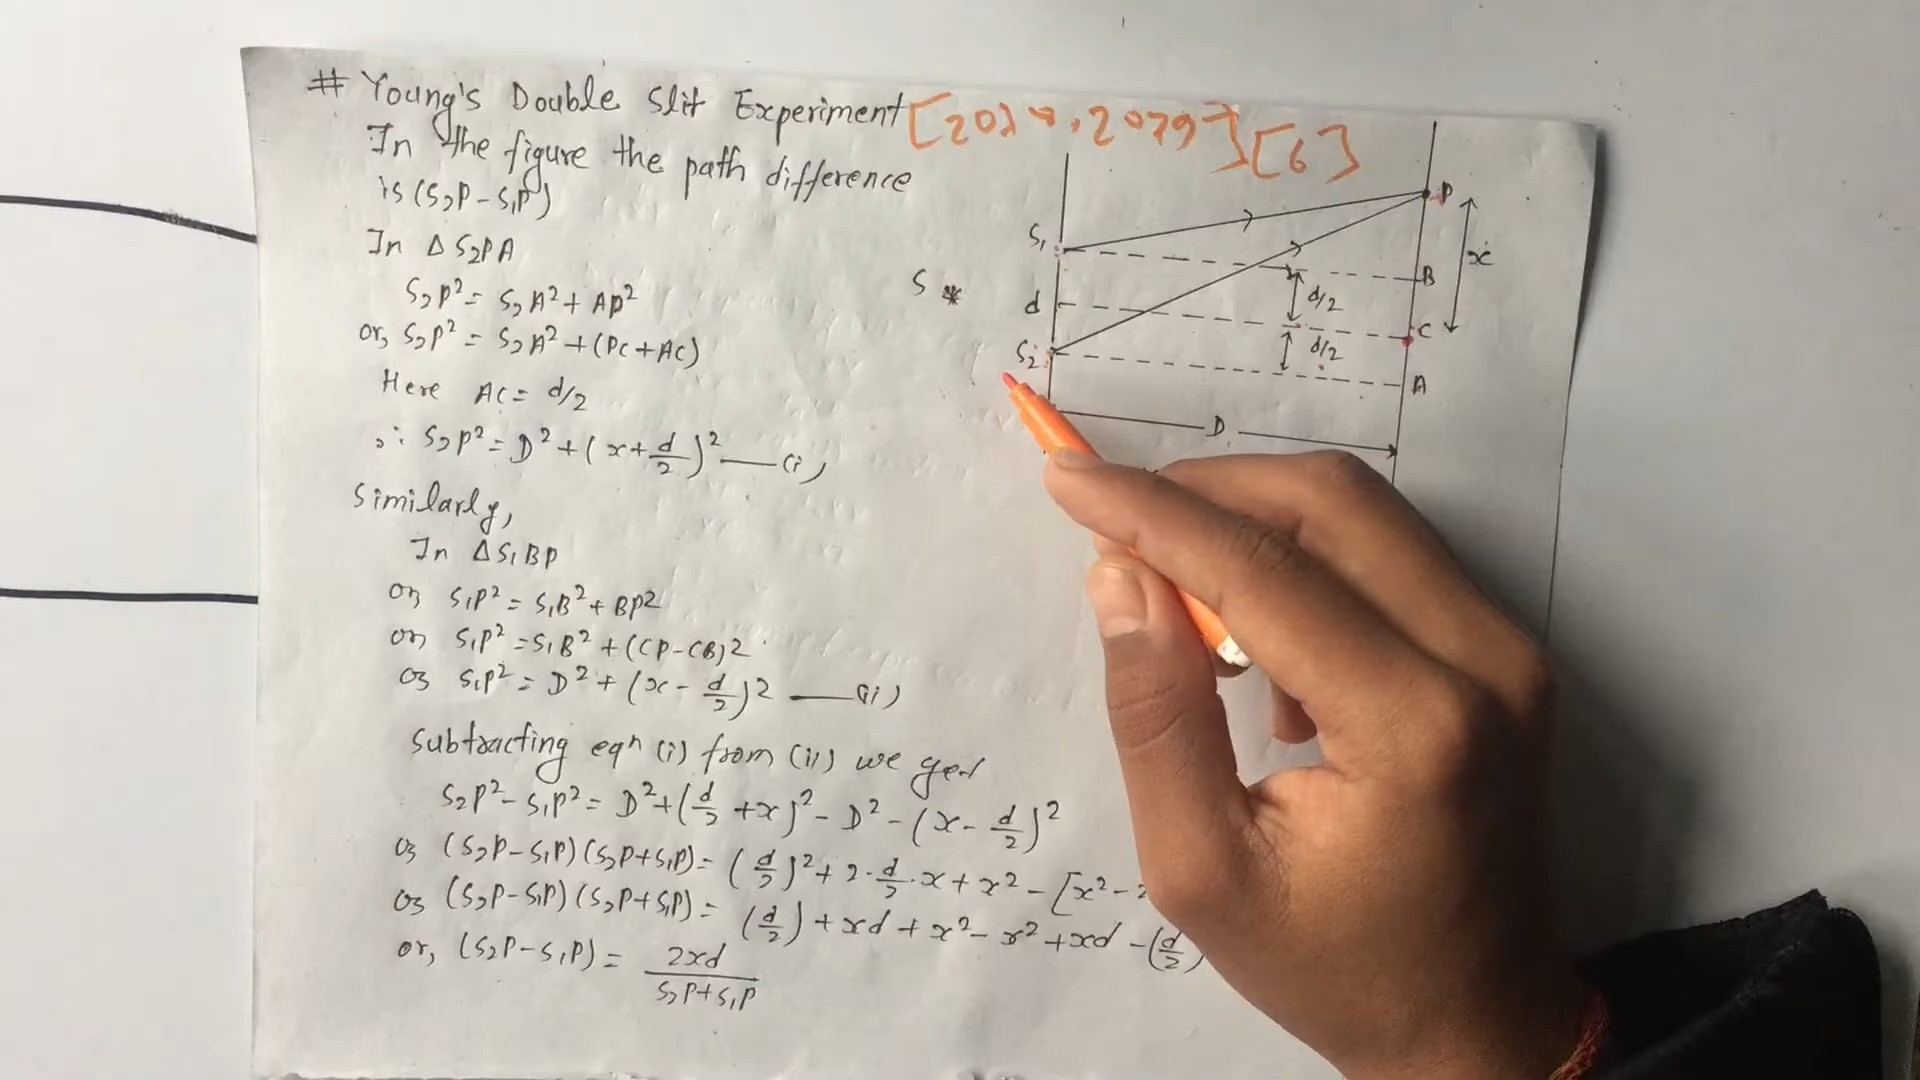 # Young's Double Slit Experiment [20 , 2079] [6]
In the figure the path difference
is (S₂P - S₁P)
In Δ S₂PA
S₂P² = S₂A² + AP²
or, S₂P² = S₂A² + (PC + AC)
Here AC = d/2
∴ S₂P² = D² + (x + d/2)² — (i)
Similarly,
In Δ S₁BP
or S₁P² = S₁B² + BP2
or S₁P² = S₁B² + (CP - CB)2
or S₁P² = D² + (x - d/2)2 — (ii)
Subtracting eqⁿ (i) from (ii) we get
S₂P² - S₁P² = D² + (d/2 + x)² - D² - (x - d/2)²
or (S₂P - S₁P) (S₂P + S₁P) = (d/2)² + 2 · d/2 · x + x² - [x² - 2
or (S₂P - S₁P) (S₂P + S₁P) = (d/2) + xd + x² - x² + xd - (d/2)
or, (S₂P - S₁P) = 2xd / S₂P + S₁P
P
S₁
x
B
S *
d/2
d
C
d/2
S₂
A
D